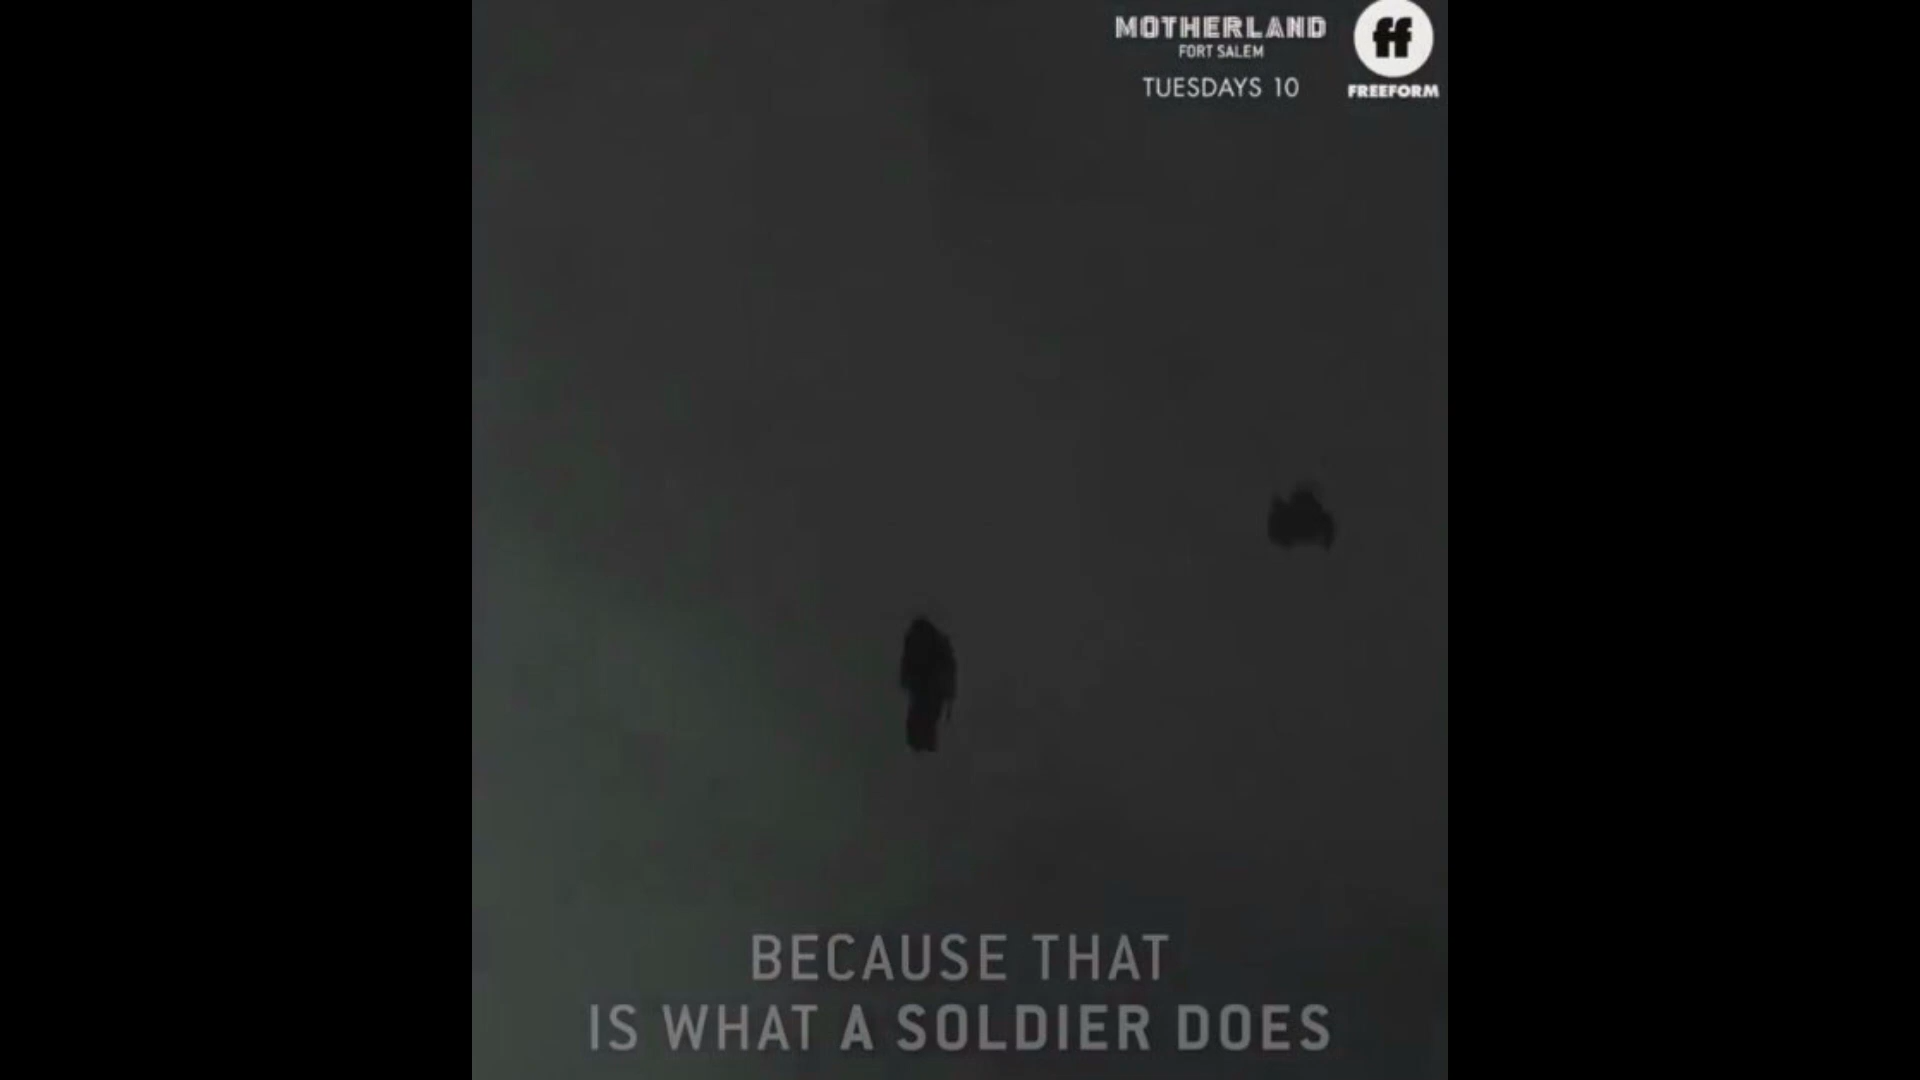 MOTHERLAND
FORT SALEM
TUESDAYS 10
ff
FREEFORM
BECAUSE THAT
IS WHAT A SOLDIER DOES